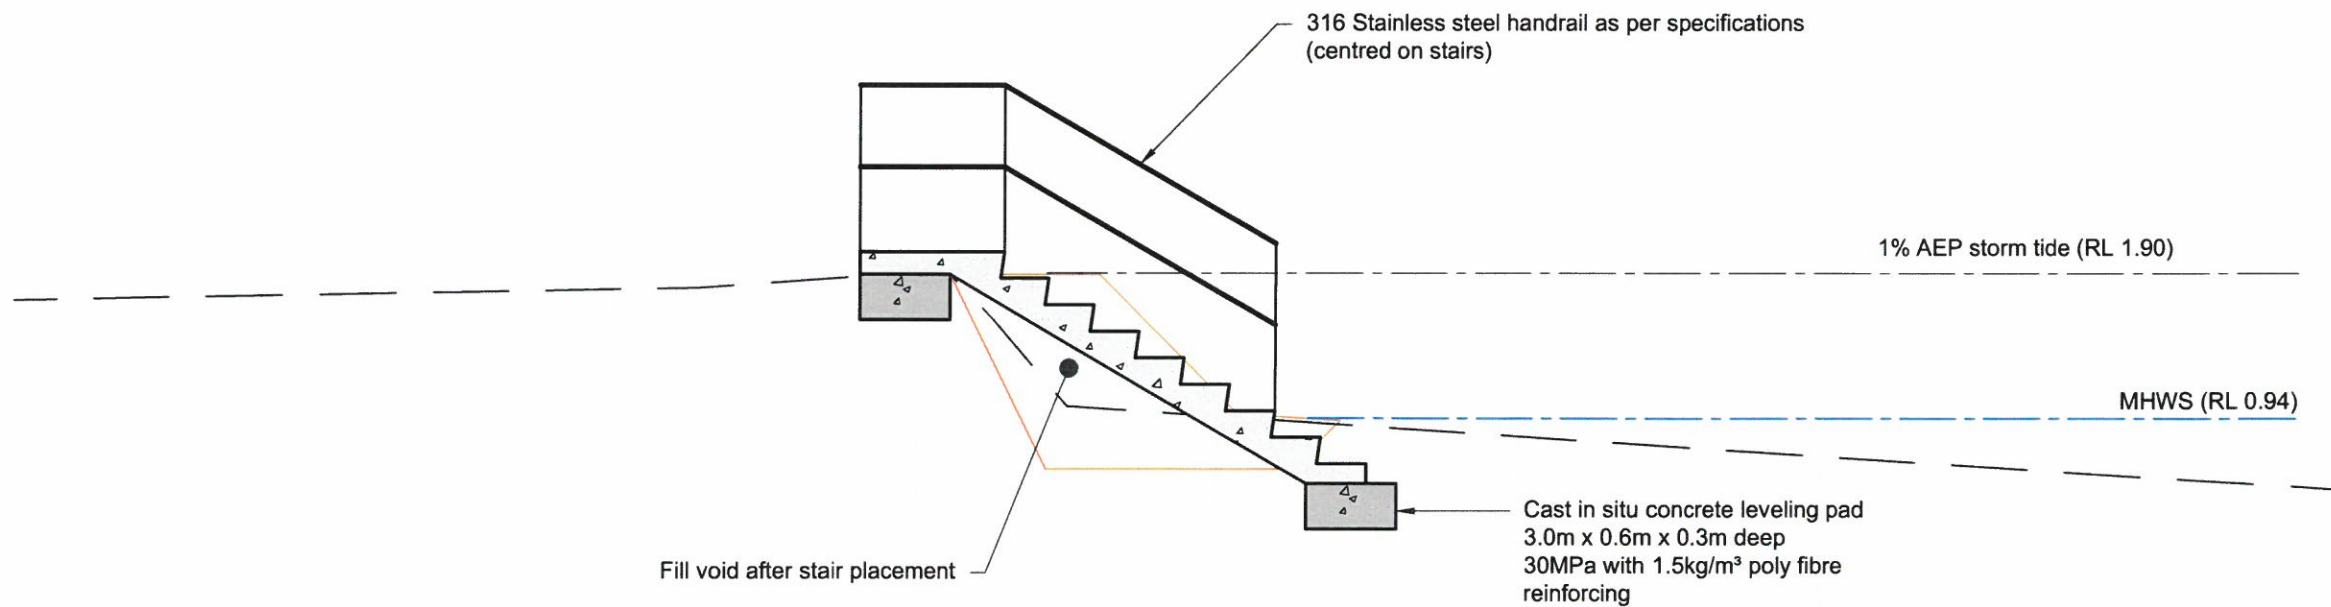 316 Stainless steel handrail as per specifications
(centred on stairs)
1% AEP storm tide (RL 1.90)
MHWS (RL 0.94)
Cast in situ concrete leveling pad
3.0m x 0.6m x 0.3m deep
30MPa with 1.5kg/m³ poly fibre
reinforcing
Fill void after stair placement